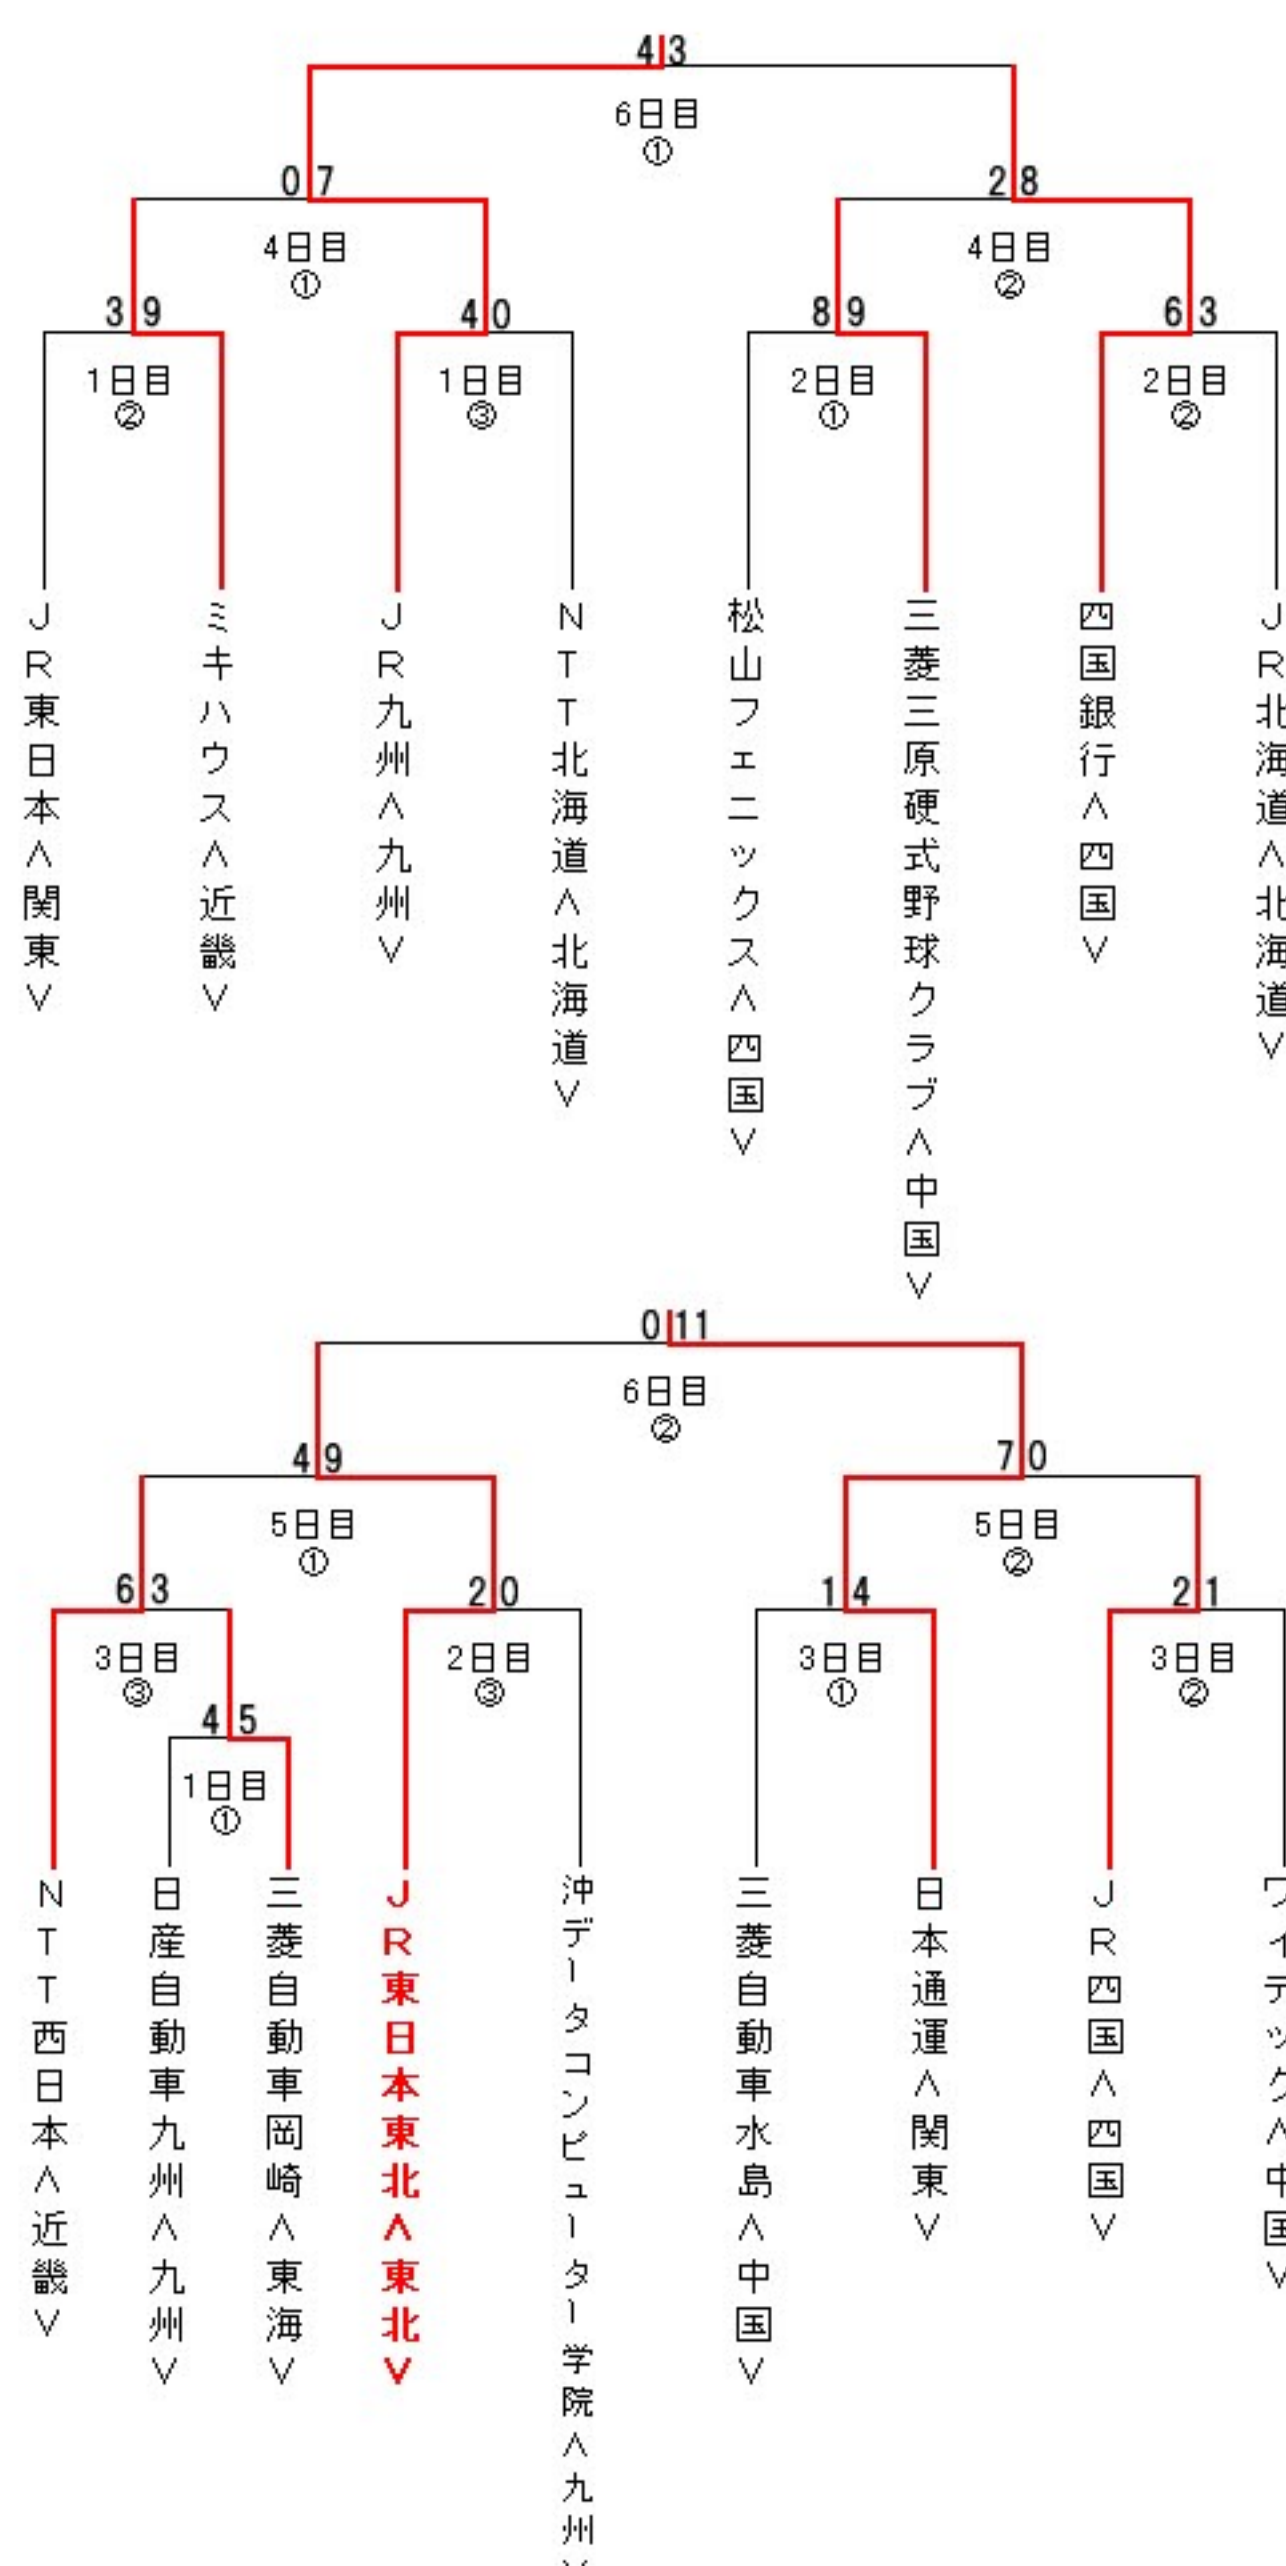 4 3
6日目
①
0 7
2 8
4日目
①
4日目
②
3 9
4 0
8 9
6 3
1日目
②
1日目
③
2日目
①
2日目
②
JR東日本<関東>
ミキハウス<近畿>
JR九州<九州>
NTT北海道<北海道>
松山フェニックス<四国>
三菱三原硬式野球クラブ<中国>
四国銀行<四国>
JR北海道<北海道>
0 11
6日目
②
4 9
7 0
5日目
①
5日目
②
6 3
2 0
1 4
2 1
3日目
③
2日目
③
3日目
①
3日目
②
4 5
1日目
①
NTT西日本<近畿>
日産自動車九州<九州>
三菱自動車岡崎<東海>
JR東日本東北<東北>
沖データコンピューター学院<九州>
三菱自動車水島<中国>
日本通運<関東>
JR四国<四国>
ワイテック<中国>